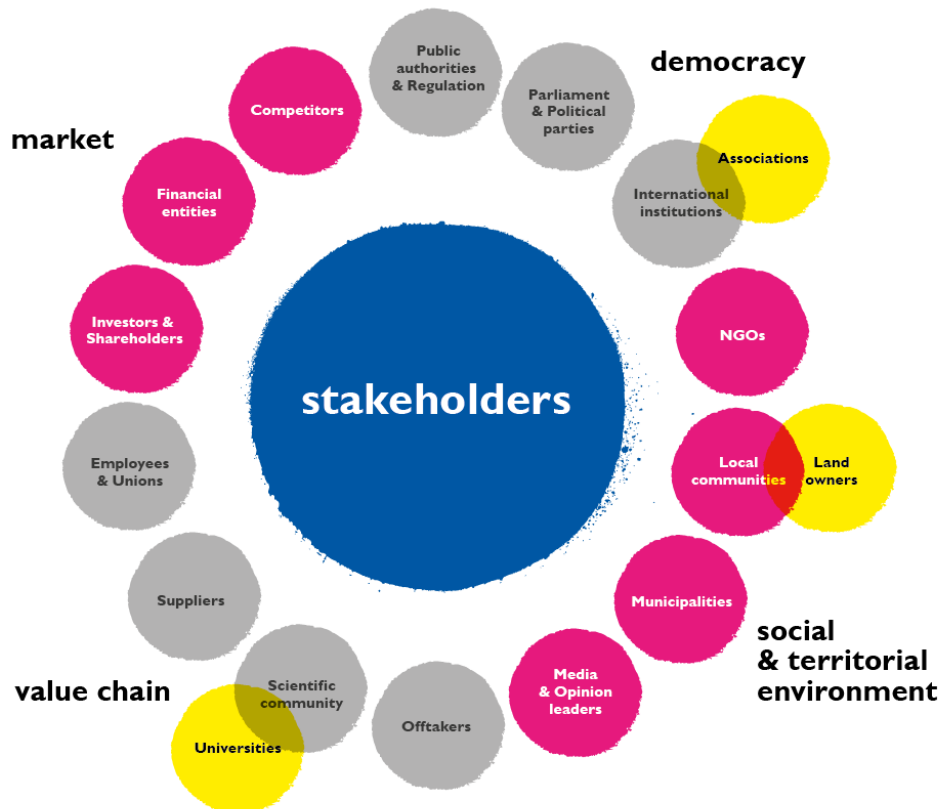 democracy
market
Public
authorities
& Regulation
Parliament
& Political
parties
Competitors
Associations
Financial
entities
International
institutions
Investors &
Shareholders
NGOs
stakeholders
Employees
& Unions
Local
communities
Land
owners
Suppliers
Municipalities
social
& territorial
environment
value chain
Scientific
community
Media
& Opinion
leaders
Offtakers
Universities